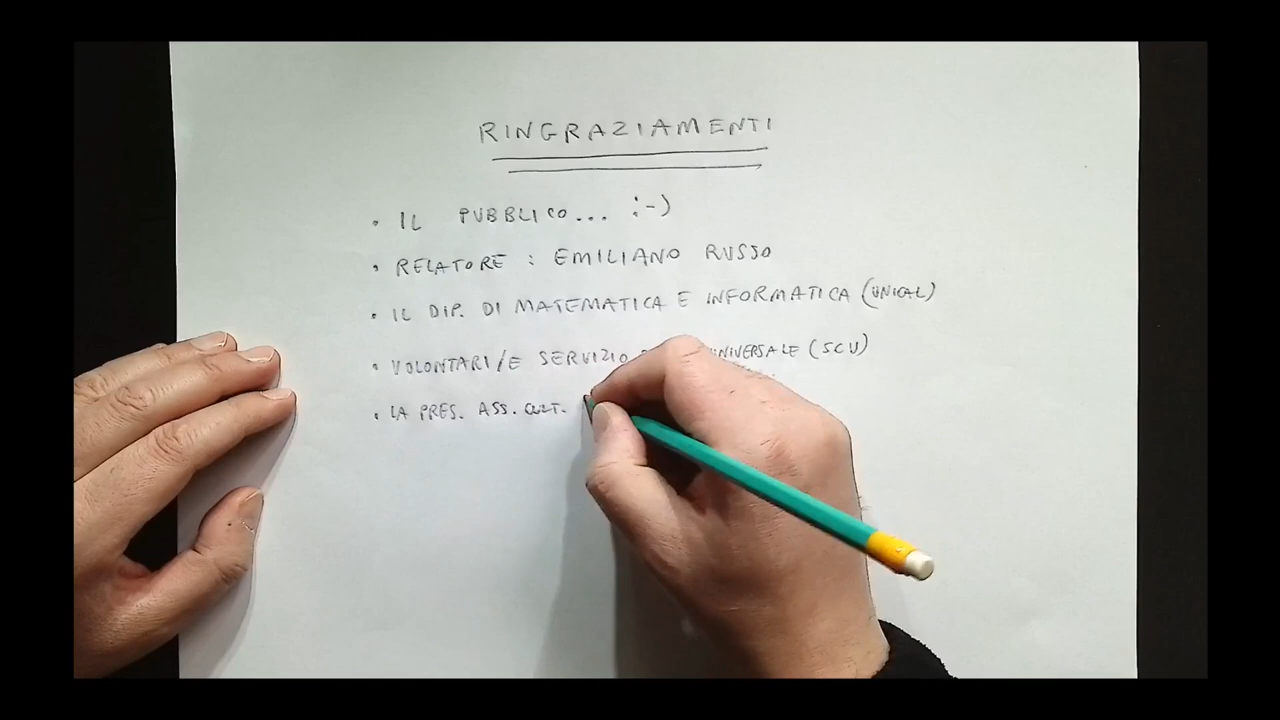 RINGRAZIAMENTI
• IL PUBBLICO... :-)
• RELATORE : EMILIANO RUSSO
• IL DIP. DI MATEMATICA E INFORMATICA (UNICAL)
• VOLONTARI/E SERVIZIO UNIVERSALE (SCU)
• LA PRES. ASS. CULT.